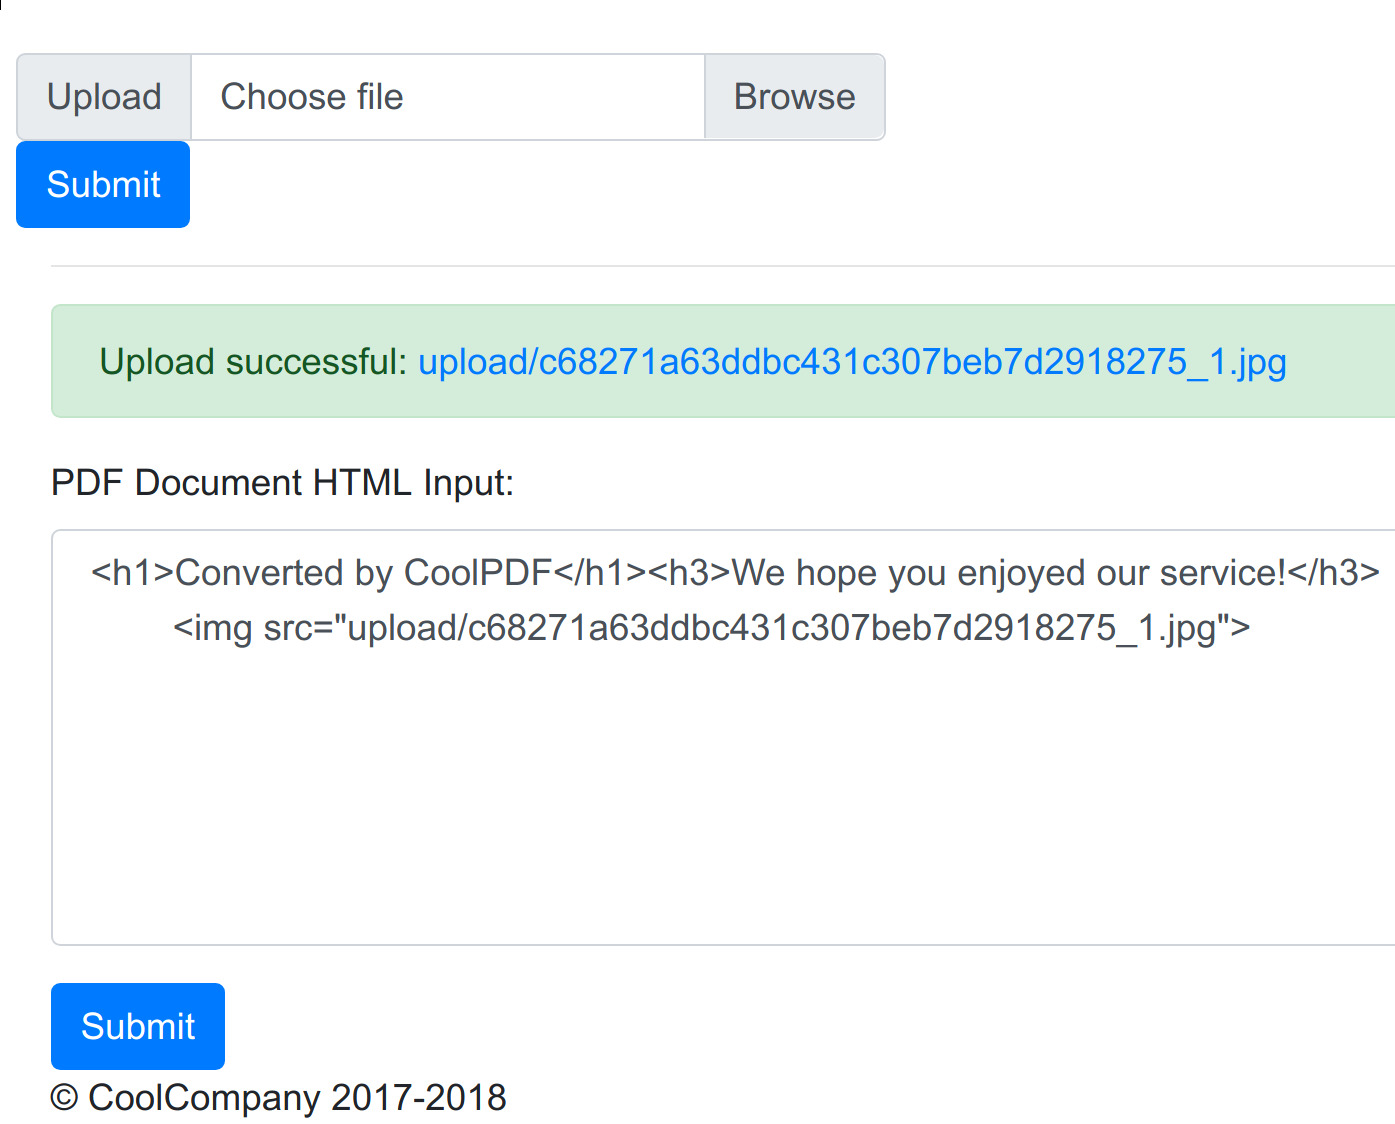 Upload Choose file Browse
Submit
Upload successful: upload/c68271a63ddbc431c307beb7d2918275_1.jpg
PDF Document HTML Input:
<h1>Converted by CoolPDF</h1><h3>We hope you enjoyed our service!</h3>
<img src="upload/c68271a63ddbc431c307beb7d2918275_1.jpg">
Submit
© CoolCompany 2017-2018